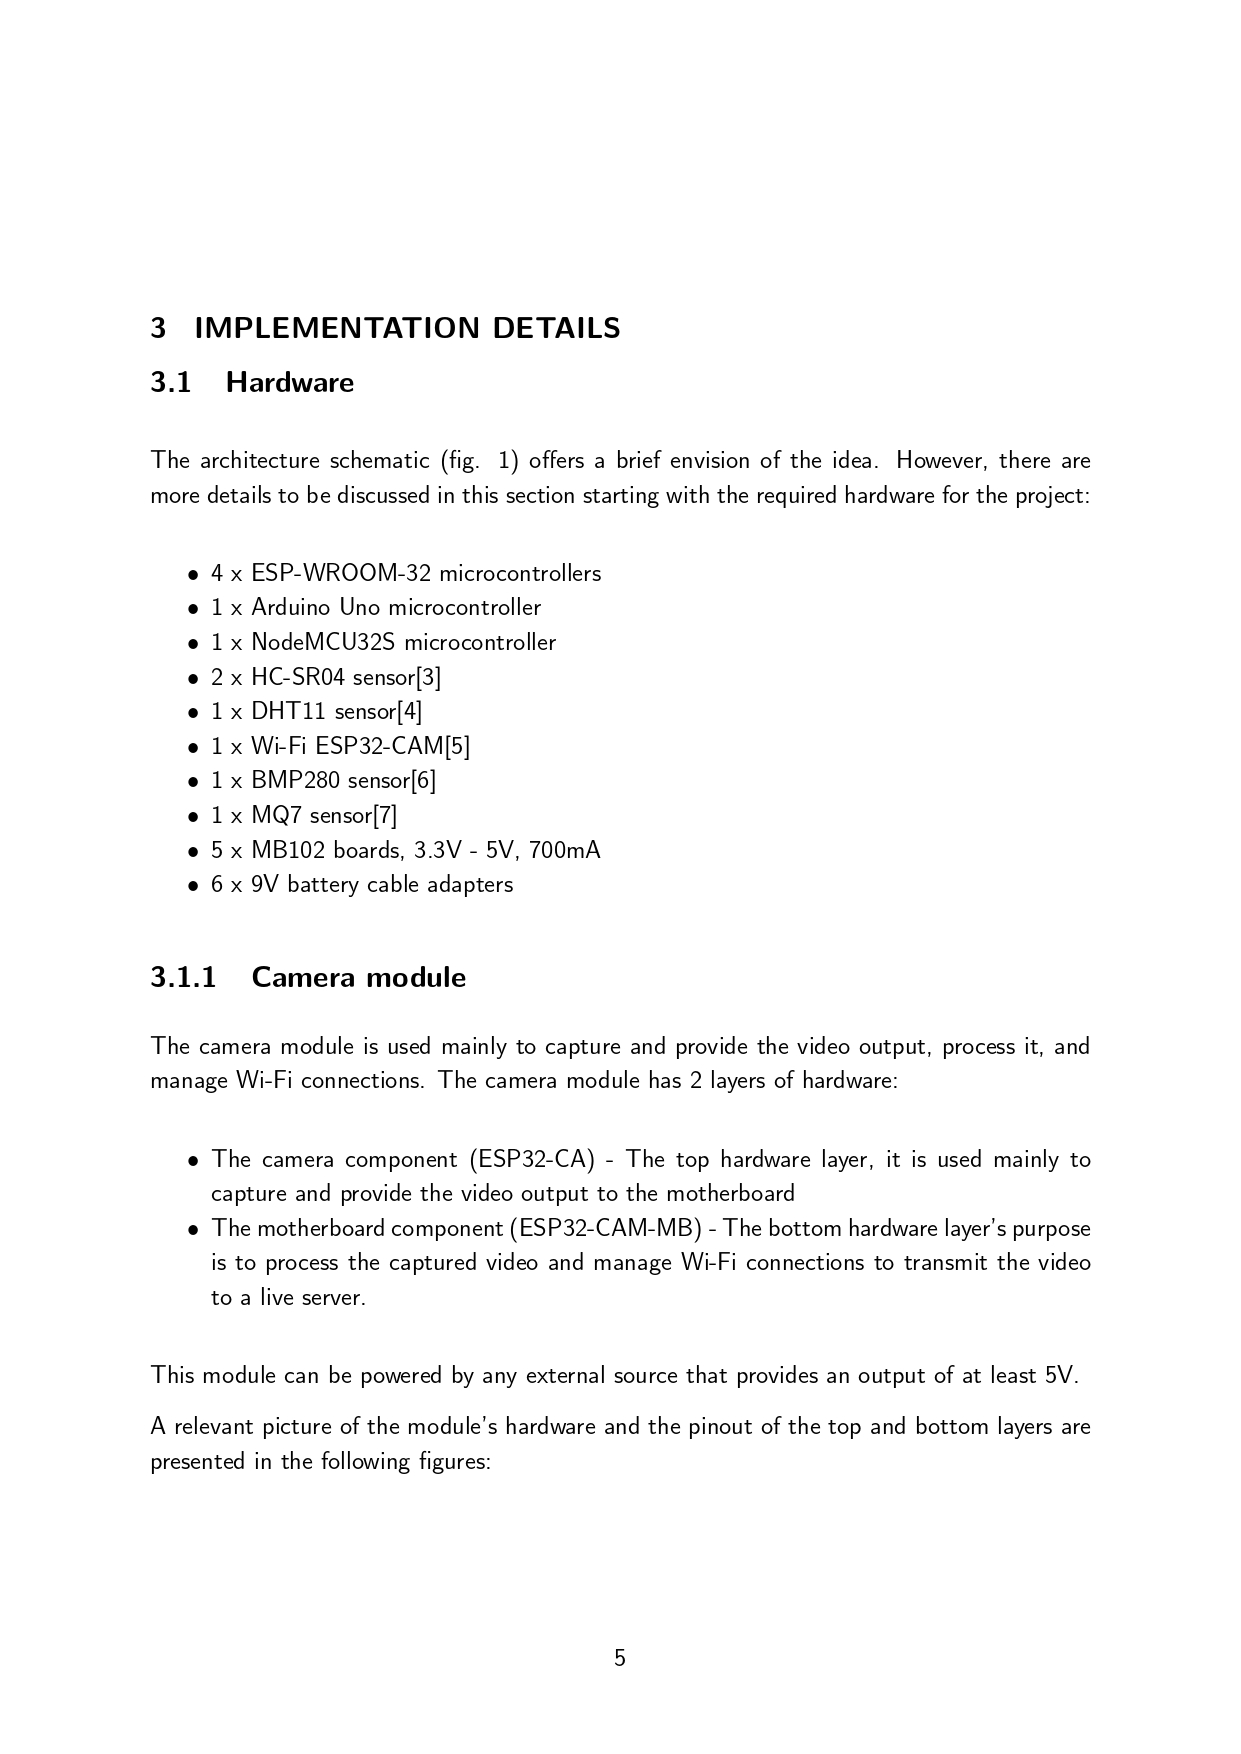 3 IMPLEMENTATION DETAILS
3.1 Hardware
The architecture schematic (fig. 1) offers a brief envision of the idea. However, there are
more details to be discussed in this section starting with the required hardware for the project:
• 4 x ESP-WROOM-32 microcontrollers
• 1 x Arduino Uno microcontroller
• 1 x NodeMCU32S microcontroller
• 2 x HC-SR04 sensor[3]
• 1 x DHT11 sensor[4]
• 1 x Wi-Fi ESP32-CAM[5]
• 1 x BMP280 sensor[6]
• 1 x MQ7 sensor[7]
• 5 x MB102 boards, 3.3V - 5V, 700mA
• 6 x 9V battery cable adapters
3.1.1 Camera module
The camera module is used mainly to capture and provide the video output, process it, and
manage Wi-Fi connections. The camera module has 2 layers of hardware:
• The camera component (ESP32-CA) - The top hardware layer, it is used mainly to
capture and provide the video output to the motherboard
• The motherboard component (ESP32-CAM-MB) - The bottom hardware layer's purpose
is to process the captured video and manage Wi-Fi connections to transmit the video
to a live server.
This module can be powered by any external source that provides an output of at least 5V.
A relevant picture of the module's hardware and the pinout of the top and bottom layers are
presented in the following figures:
5